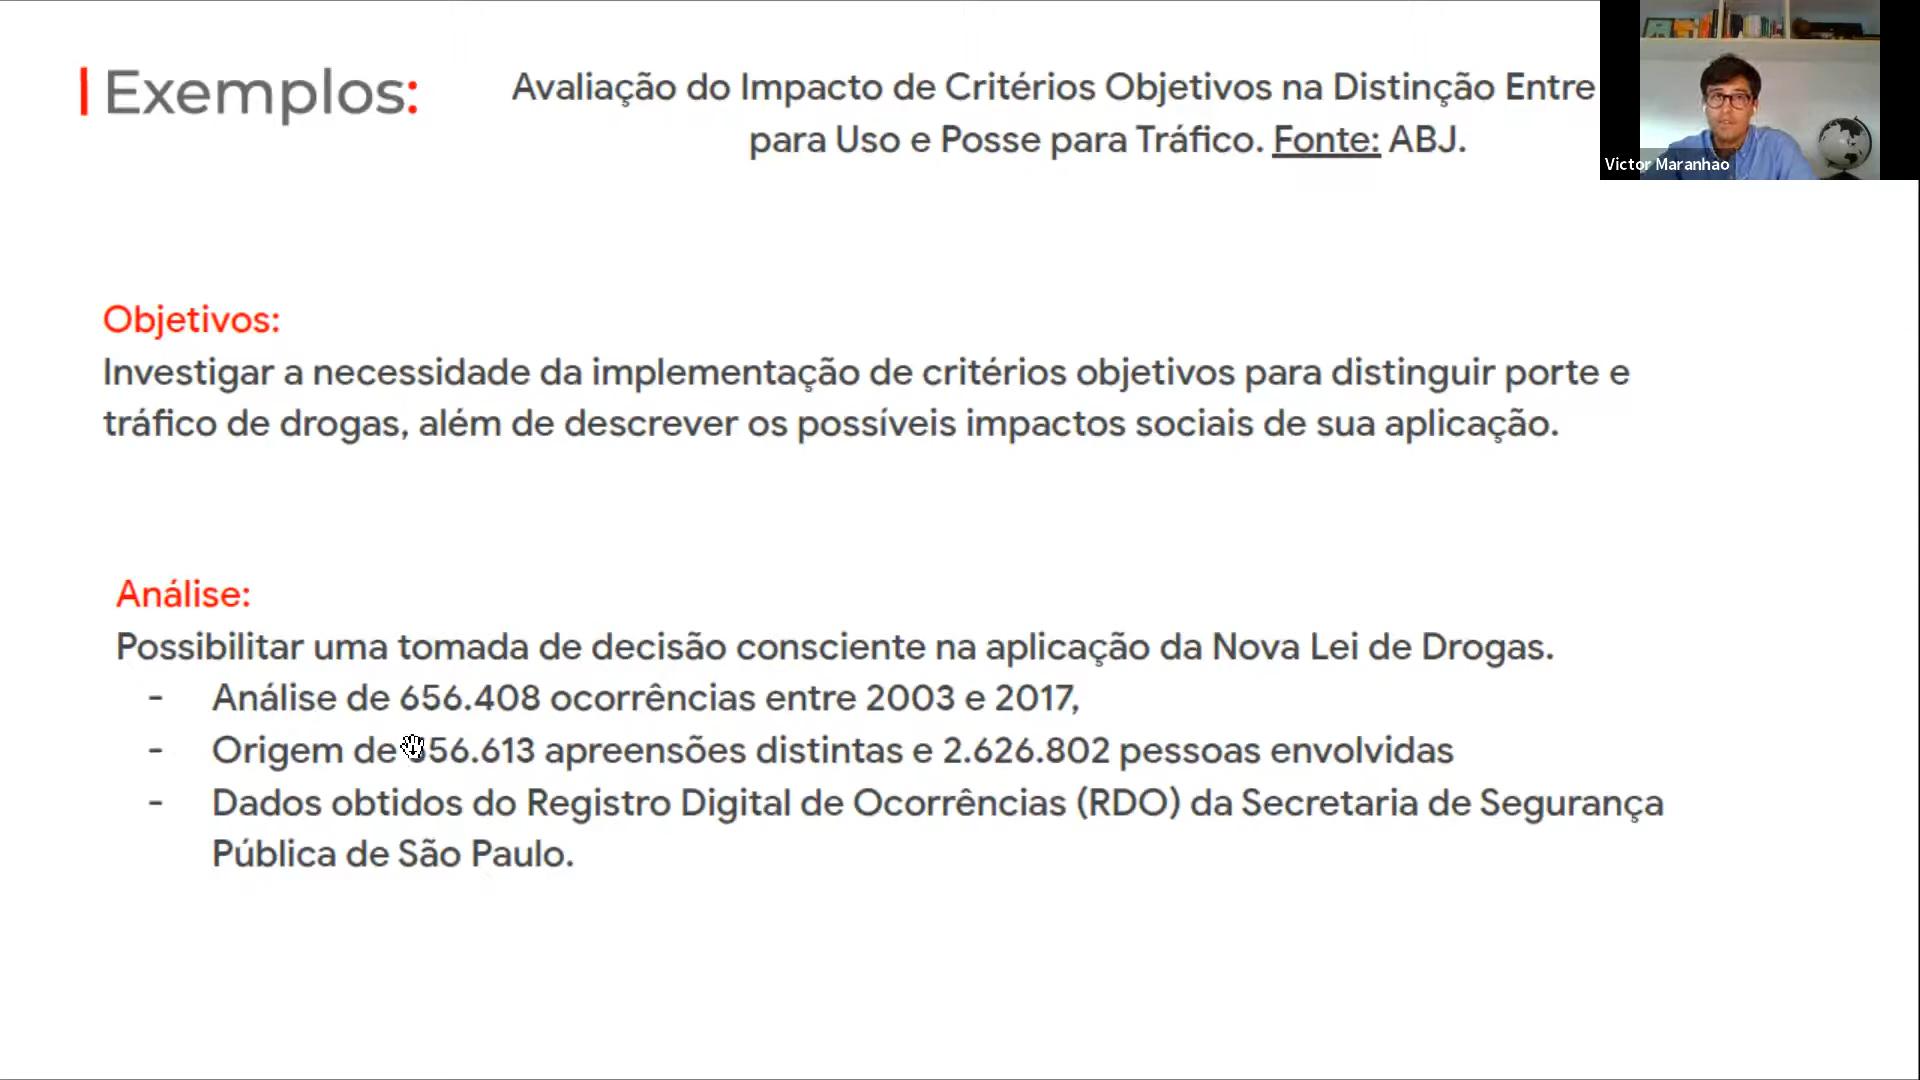 Exemplos:
Avaliação do Impacto de Critérios Objetivos na Distinção Entre
para Uso e Posse para Tráfico. Fonte: ABJ.
Victor Maranhao
Objetivos:
Investigar a necessidade da implementação de critérios objetivos para distinguir porte e
tráfico de drogas, além de descrever os possíveis impactos sociais de sua aplicação.
Análise:
Possibilitar uma tomada de decisão consciente na aplicação da Nova Lei de Drogas.
- Análise de 656.408 ocorrências entre 2003 e 2017,
- Origem de apreensões distintas e 2.626.802 pessoas envolvidas
- Dados obtidos do Registro Digital de Ocorrências (RDO) da Secretaria de Segurança
Pública de São Paulo.